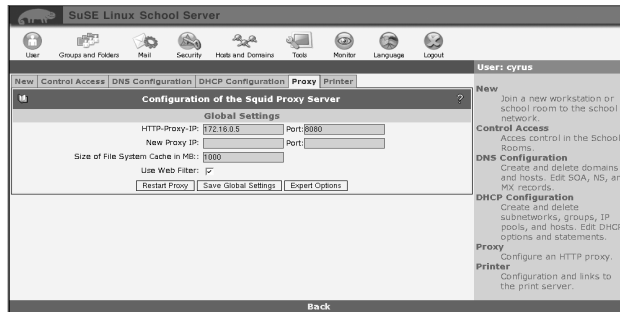 SuSE Linux School Server
User Groups and Folders Mail Security Hosts and Domains Tools Monitor Language Logout
User: cyrus
New Control Access DNS Configuration DHCP Configuration Proxy Printer
Configuration of the Squid Proxy Server ?
Global Settings
HTTP-Proxy-IP: 172.16.0.5 Port: 8080
New Proxy IP: Port:
Size of File System Cache in MB:: 1000
Use Web Filter:
Restart Proxy Save Global Settings Expert Options
New
Join a new workstation or
school room to the school
network.
Control Access
Acces control in the School
Rooms.
DNS Configuration
Create and delete domains
and hosts. Edit SOA, NS, an
MX records.
DHCP Configuration
Create and delete
subnetworks, groups, IP
pools, and hosts. Edit DHCP
options and statements.
Proxy
Configure an HTTP proxy.
Printer
Configuration and links to
the print server.
Back